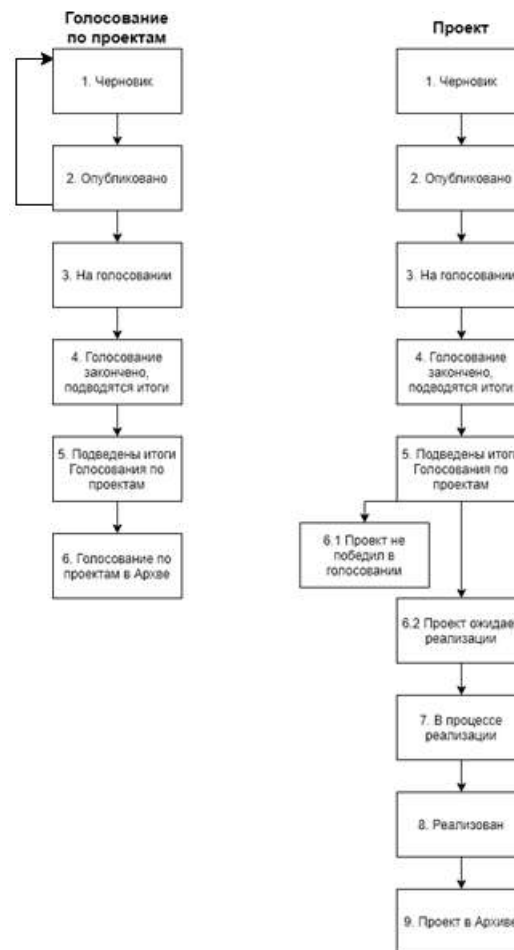 Голосование
по проектам
1. Черновик
2. Опубликовано
3. На голосовании
4. Голосование
закончено,
подводятся итоги
5. Подведены итоги
Голосования по
проектам
6. Голосование по
проектам в Архве
Проект
1. Черновик
2. Опубликовано
3. На голосовании
4. Голосование
закончено,
подводятся итоги
5. Подведены итоги
Голосования по
проектам
6.1 Проект не
победил в
голосовании
6.2 Проект ожидае
реализации
7. В процессе
реализации
8. Реализован
9. Проект в Архиве